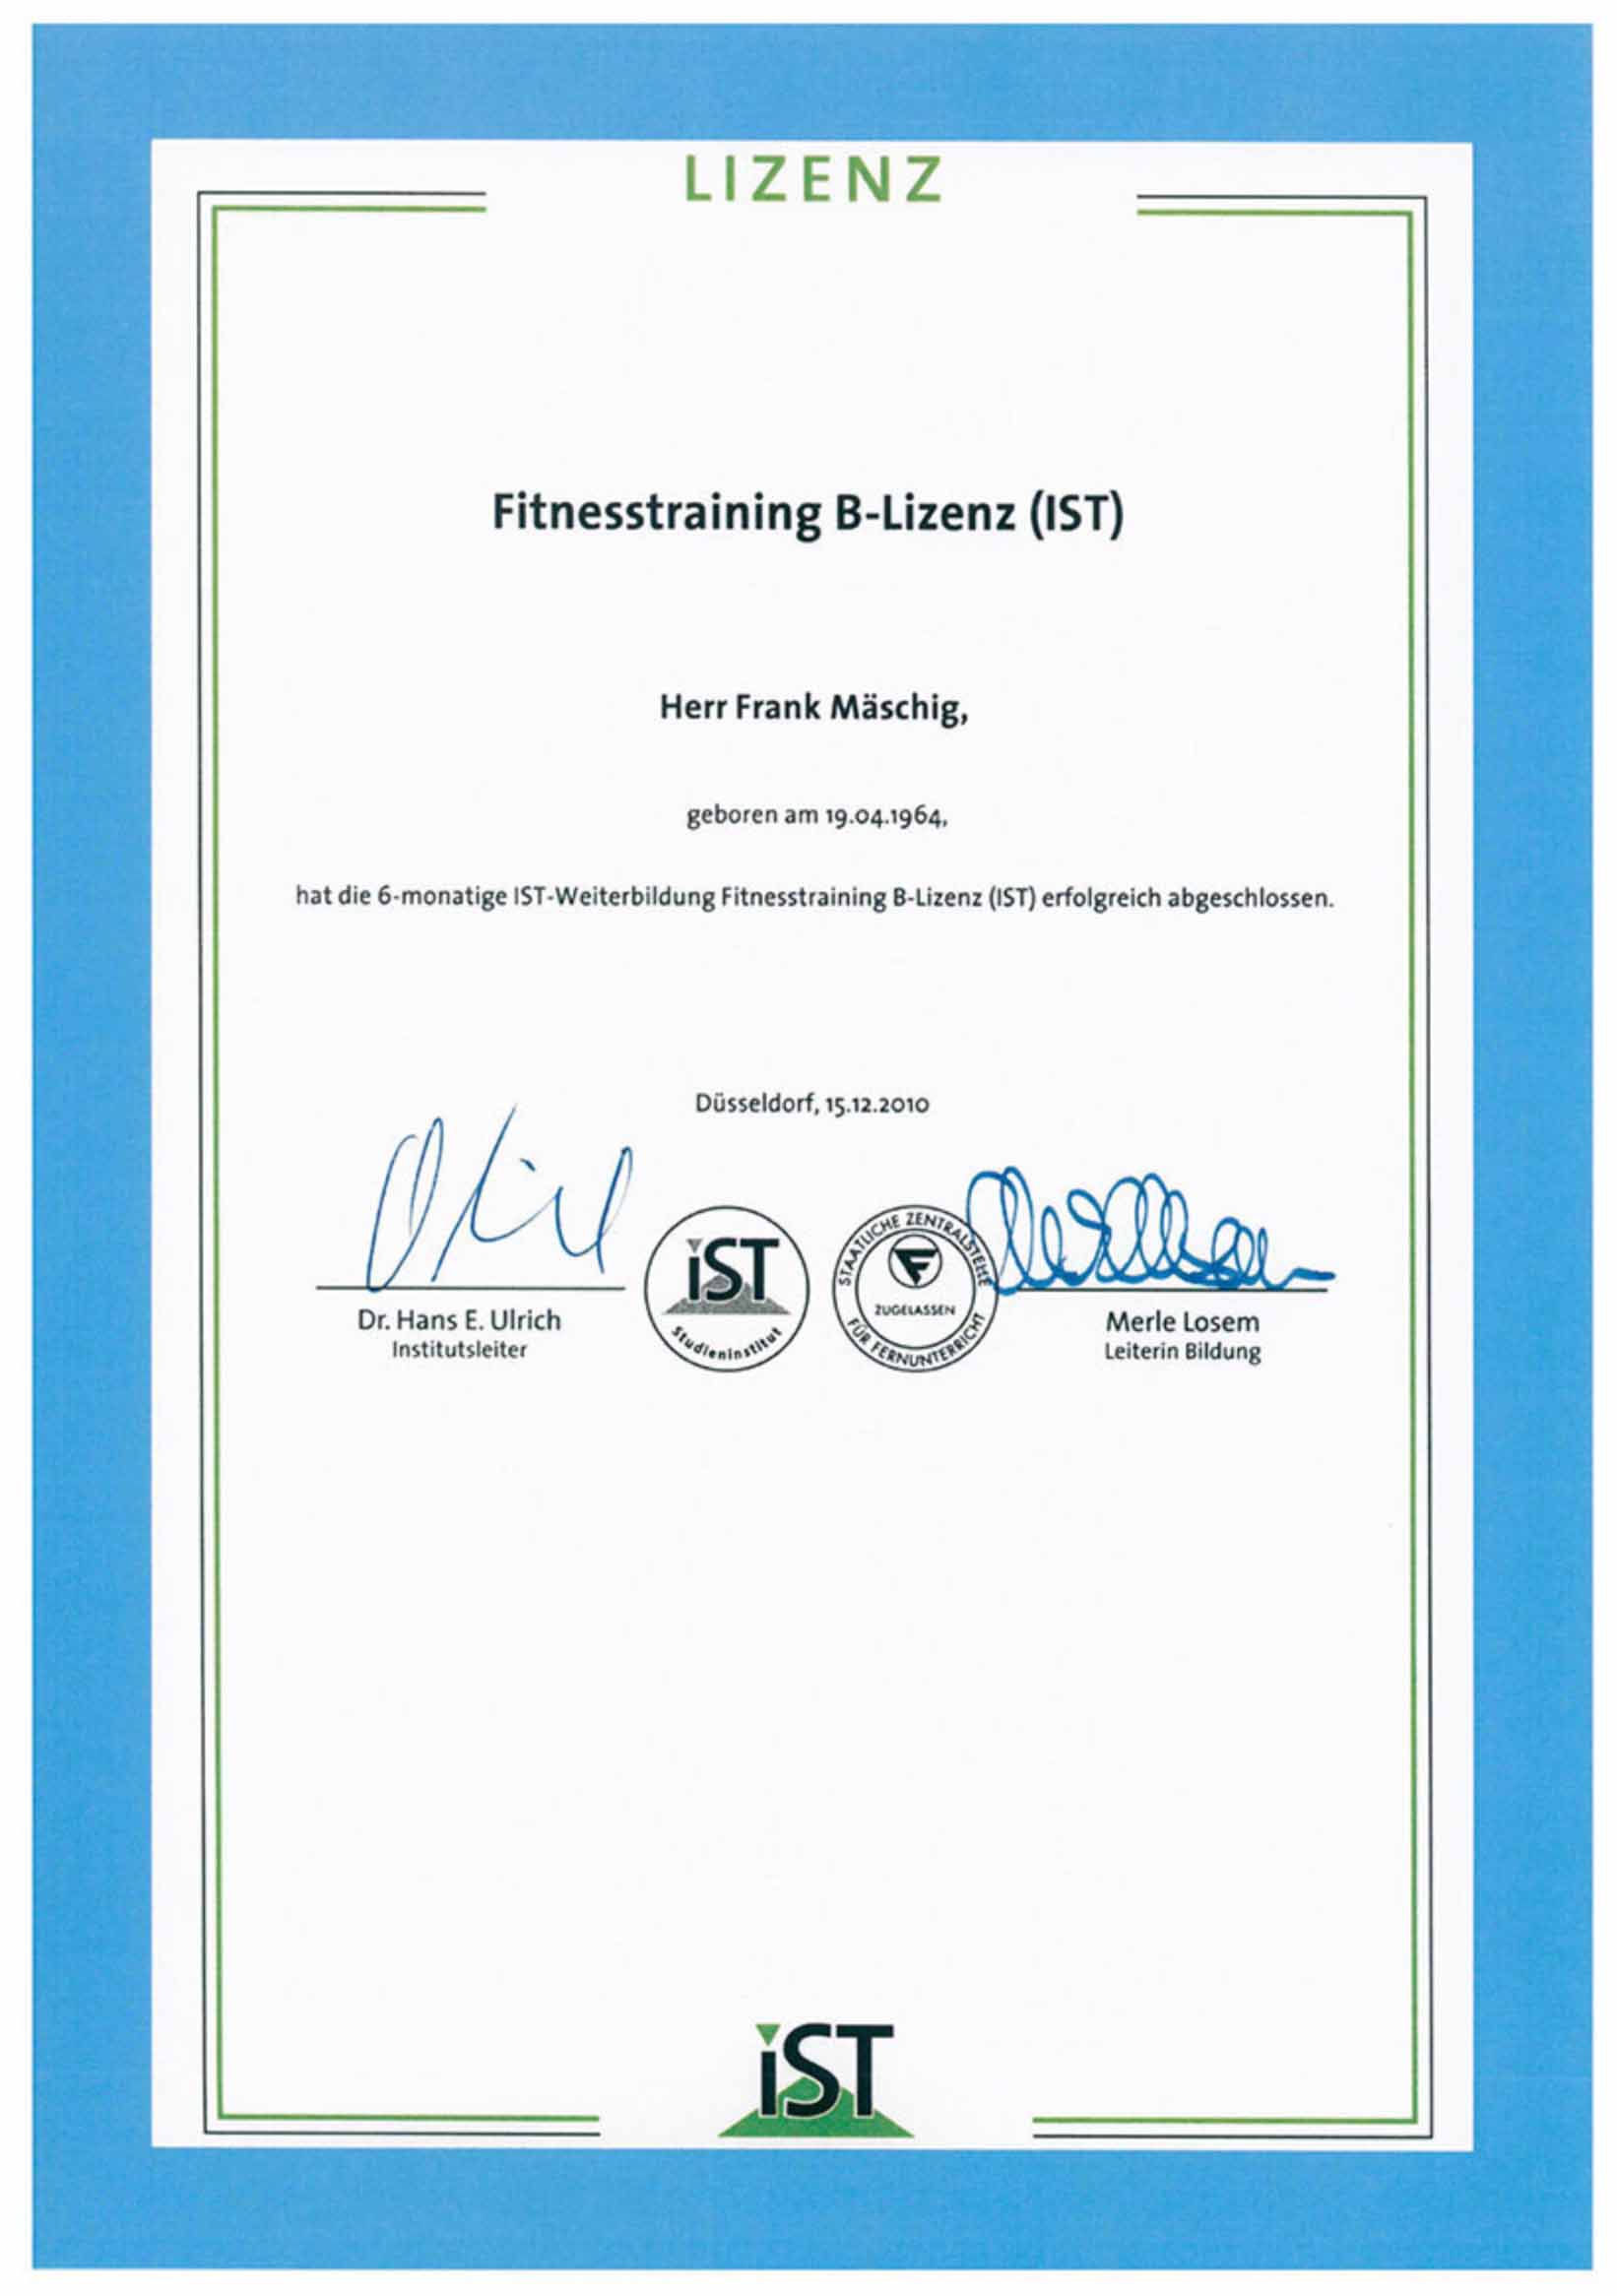 LIZENZ
Fitnesstraining B-Lizenz (IST)
Herr Frank Mäschig,
geboren am 19.04.1964,
hat die 6-monatige IST-Weiterbildung Fitnesstraining B-Lizenz (IST) erfolgreich abgeschlossen.
Düsseldorf, 15.12.2010
iST
Studieninstitut
STAATLICHE ZENTRALSTELLE
ZUGELASSEN
FÜR FERNUNTERRICHT
Dr. Hans E. Ulrich
Institutsleiter
Merle Losem
Leiterin Bildung
iST